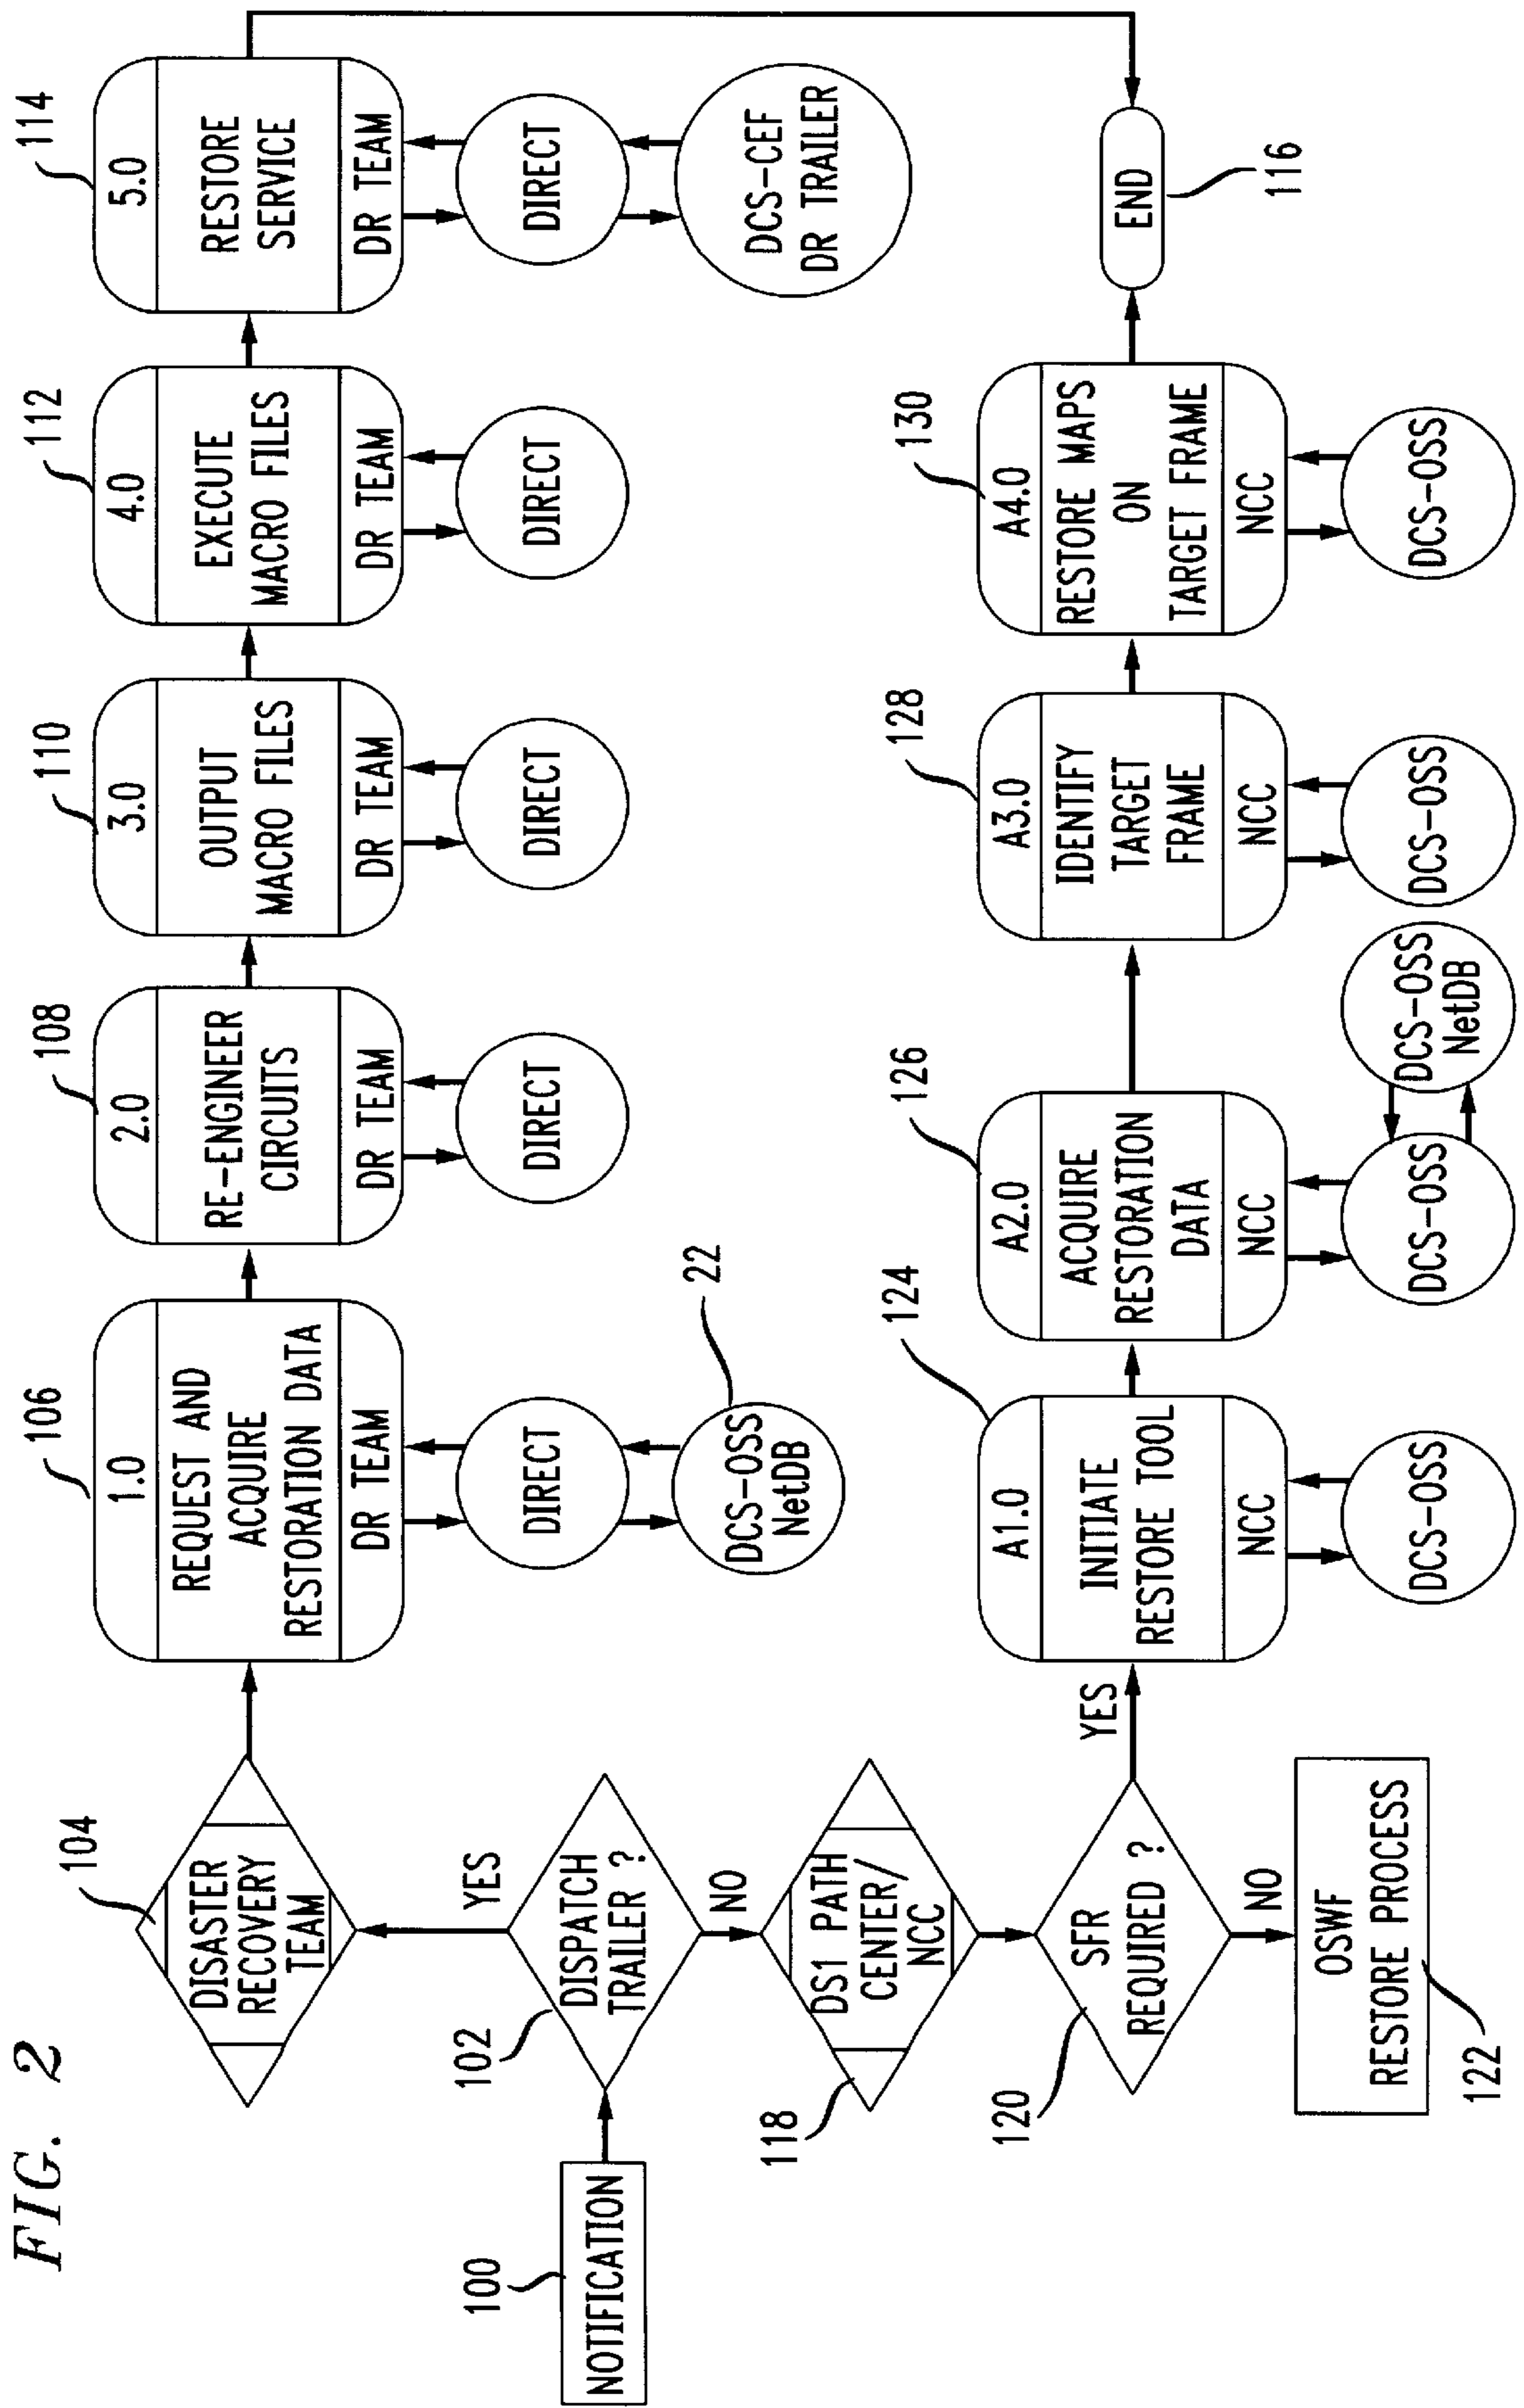 FIG. 2
100
NOTIFICATION
102
DISPATCH
TRAILER ?
YES
NO
104
DISASTER
RECOVERY
TEAM
106
1.0
REQUEST AND
ACQUIRE
RESTORATION DATA
DR TEAM
DIRECT
DCS-OSS
NetDB
22
108
2.0
RE-ENGINEER
CIRCUITS
DR TEAM
DIRECT
110
3.0
OUTPUT
MACRO FILES
DR TEAM
DIRECT
112
4.0
EXECUTE
MACRO FILES
DR TEAM
DIRECT
114
5.0
RESTORE
SERVICE
DR TEAM
DIRECT
DCS-CEF
DR TRAILER
118
DS1 PATH
CENTER/
NCC
120
SFR
REQUIRED ?
YES
NO
OSWF
RESTORE PROCESS
122
124
A1.0
INITIATE
RESTORE TOOL
NCC
DCS-OSS
126
A2.0
ACQUIRE
RESTORATION
DATA
NCC
DCS-OSS
DCS-OSS
NetDB
128
A3.0
IDENTIFY
TARGET
FRAME
NCC
DCS-OSS
130
A4.0
RESTORE MAPS
ON
TARGET FRAME
NCC
DCS-OSS
END
116